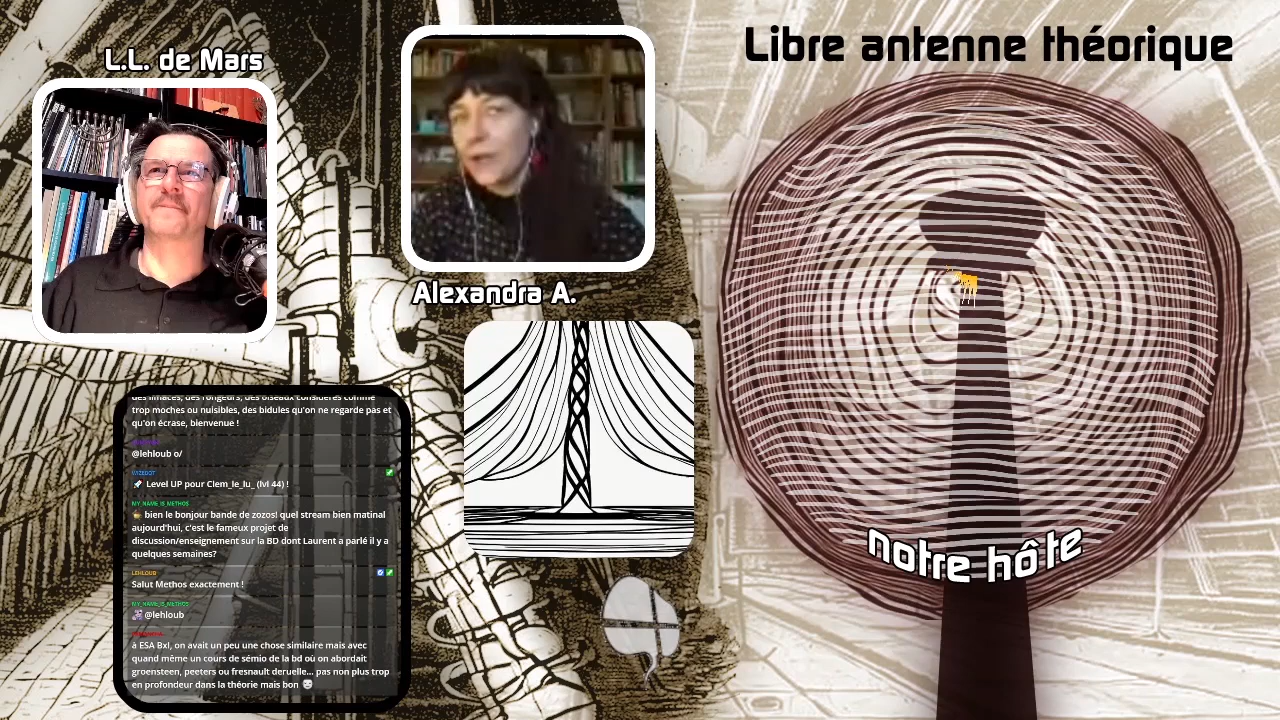 Libre antenne théorique
L.L. de Mars
Alexandra A.
des limaces, des rongeurs, des oiseaux considérés comme
trop moches ou nuisibles, des bidules qu'on ne regarde pas et
qu'on écrase, bienvenue !
@lehloub o/
WIZEBOT
Level UP pour Clem_le_lu_ (lvl 44) !
MY_NAME_IS_METHOS
bien le bonjour bande de zozos! quel stream bien matinal
aujourd'hui, c'est le fameux projet de
discussion/enseignement sur la BD dont Laurent a parlé il y a
quelques semaines?
LEHLOUB
Salut Methos exactement !
MY_NAME_IS_METHOS
@lehloub
à ESA Bxl, on avait un peu une chose similaire mais avec
quand même un cours de sémio de la bd où on abordait
groensteen, peeters ou fresnault deruelle... pas non plus trop
en profondeur dans la théorie mais bon
notre hôte